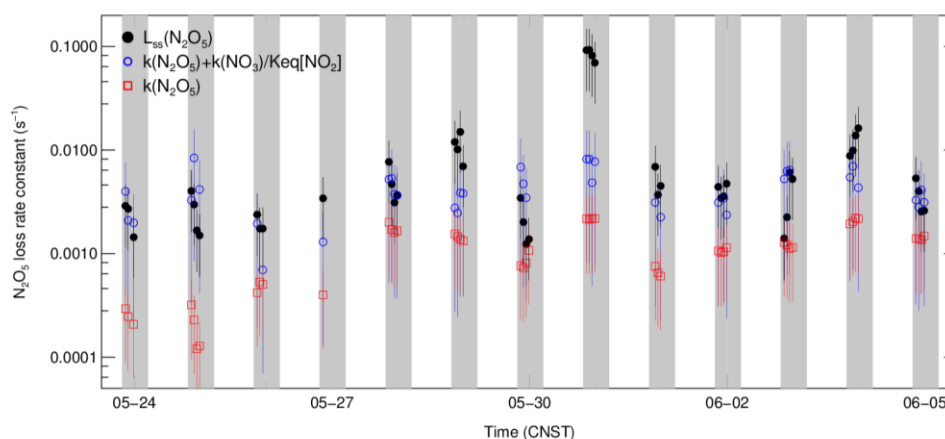 0.1000
0.0100
0.0010
0.0001
N₂O₅ loss rate constant (s⁻¹)
Lss(N₂O₅)
k(N₂O₅)+k(NO₃)/Keq[NO₂]
k(N₂O₅)
05−24
05−27
05−30
06−02
06−05
Time (CNST)